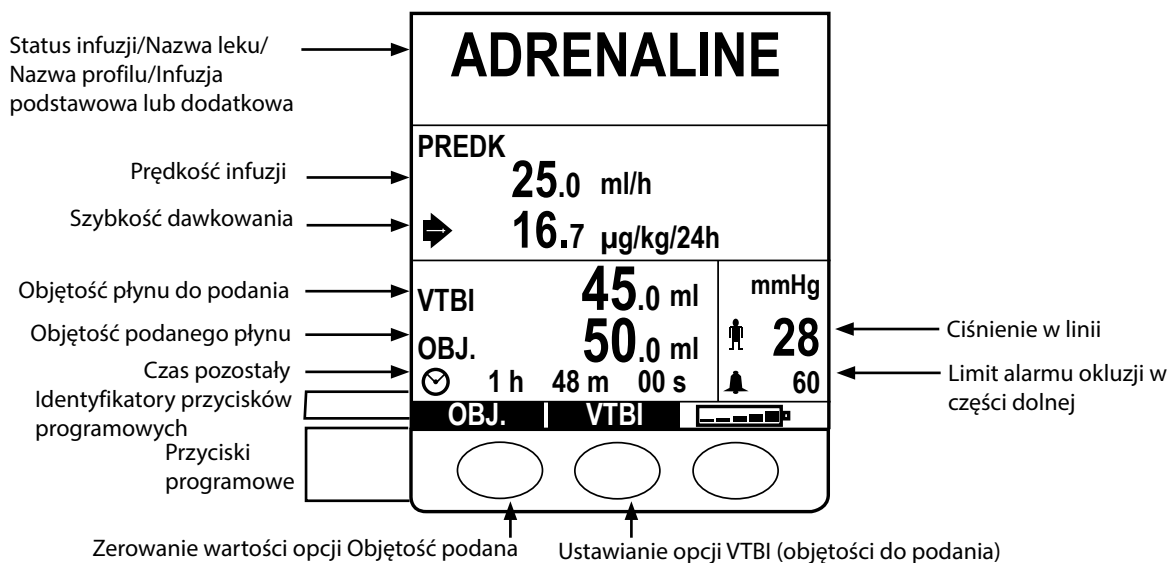 Status infuzji/Nazwa leku/
Nazwa profilu/Infuzja
podstawowa lub dodatkowa
ADRENALINE
Prędkość infuzji
PREDK
25.0 ml/h
Szybkość dawkowania
16.7 µg/kg/24h
Objętość płynu do podania
VTBI 45.0 ml
Objętość podanego płynu
OBJ. 50.0 ml
Czas pozostały
1 h 48 m 00 s
mmHg
28
60
Ciśnienie w linii
Limit alarmu okluzji w
części dolnej
Identyfikatory przycisków
programowych
OBJ. VTBI
Przyciski
programowe
Zerowanie wartości opcji Objętość podana
Ustawianie opcji VTBI (objętości do podania)